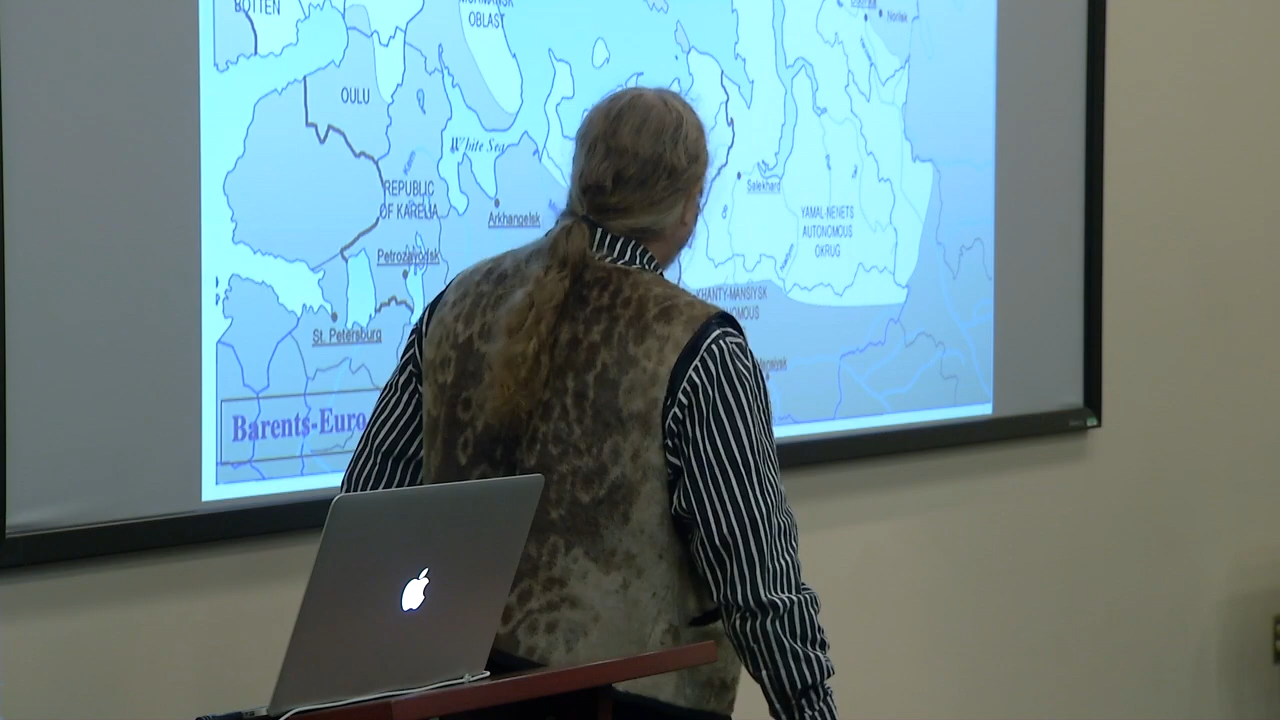 BOTTEN
OBLAST
Norilsk
OULU
White Sea
Salekhard
REPUBLIC
OF KARELIA
Arkhangelsk
YAMAL-NENETS
AUTONOMOUS
OKRUG
Petrozavodsk
KHANTY-MANSIYSK
St. Petersburg
Barents-Euro